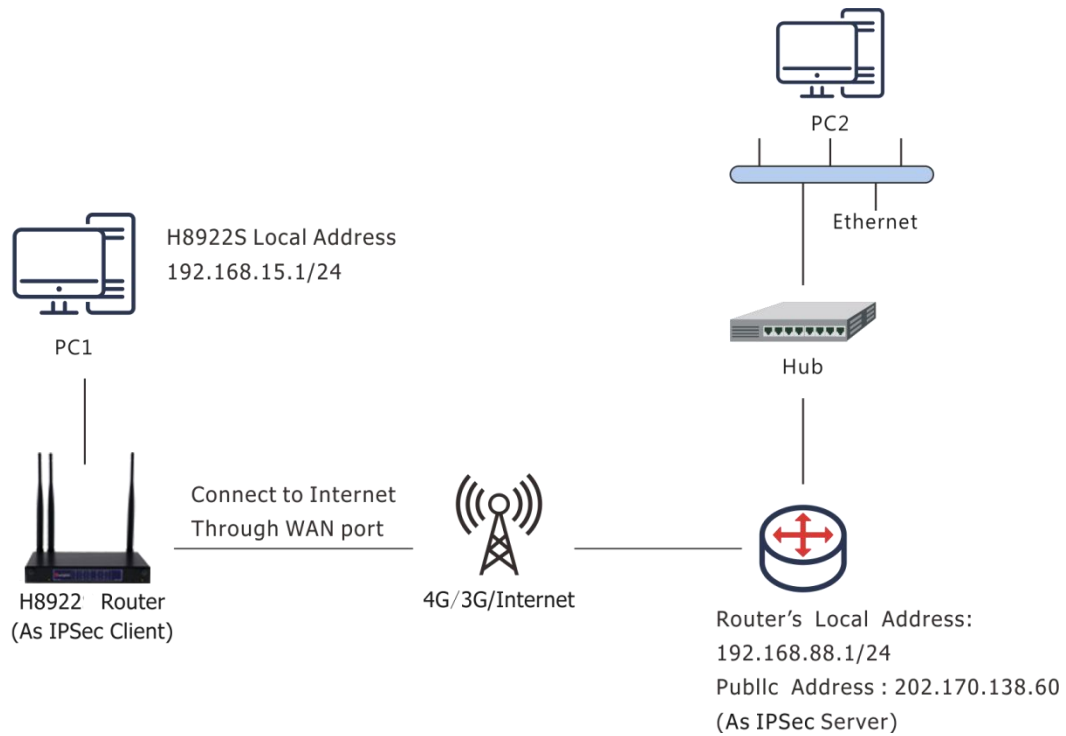 PC2
Ethernet
H8922S Local Address
192.168.15.1/24
PC1
Hub
Connect to Internet
Through WAN port
H8922 Router
(As IPSec Client)
4G/3G/Internet
Router's Local Address:
192.168.88.1/24
Publlc Address : 202.170.138.60
(As IPSec Server)